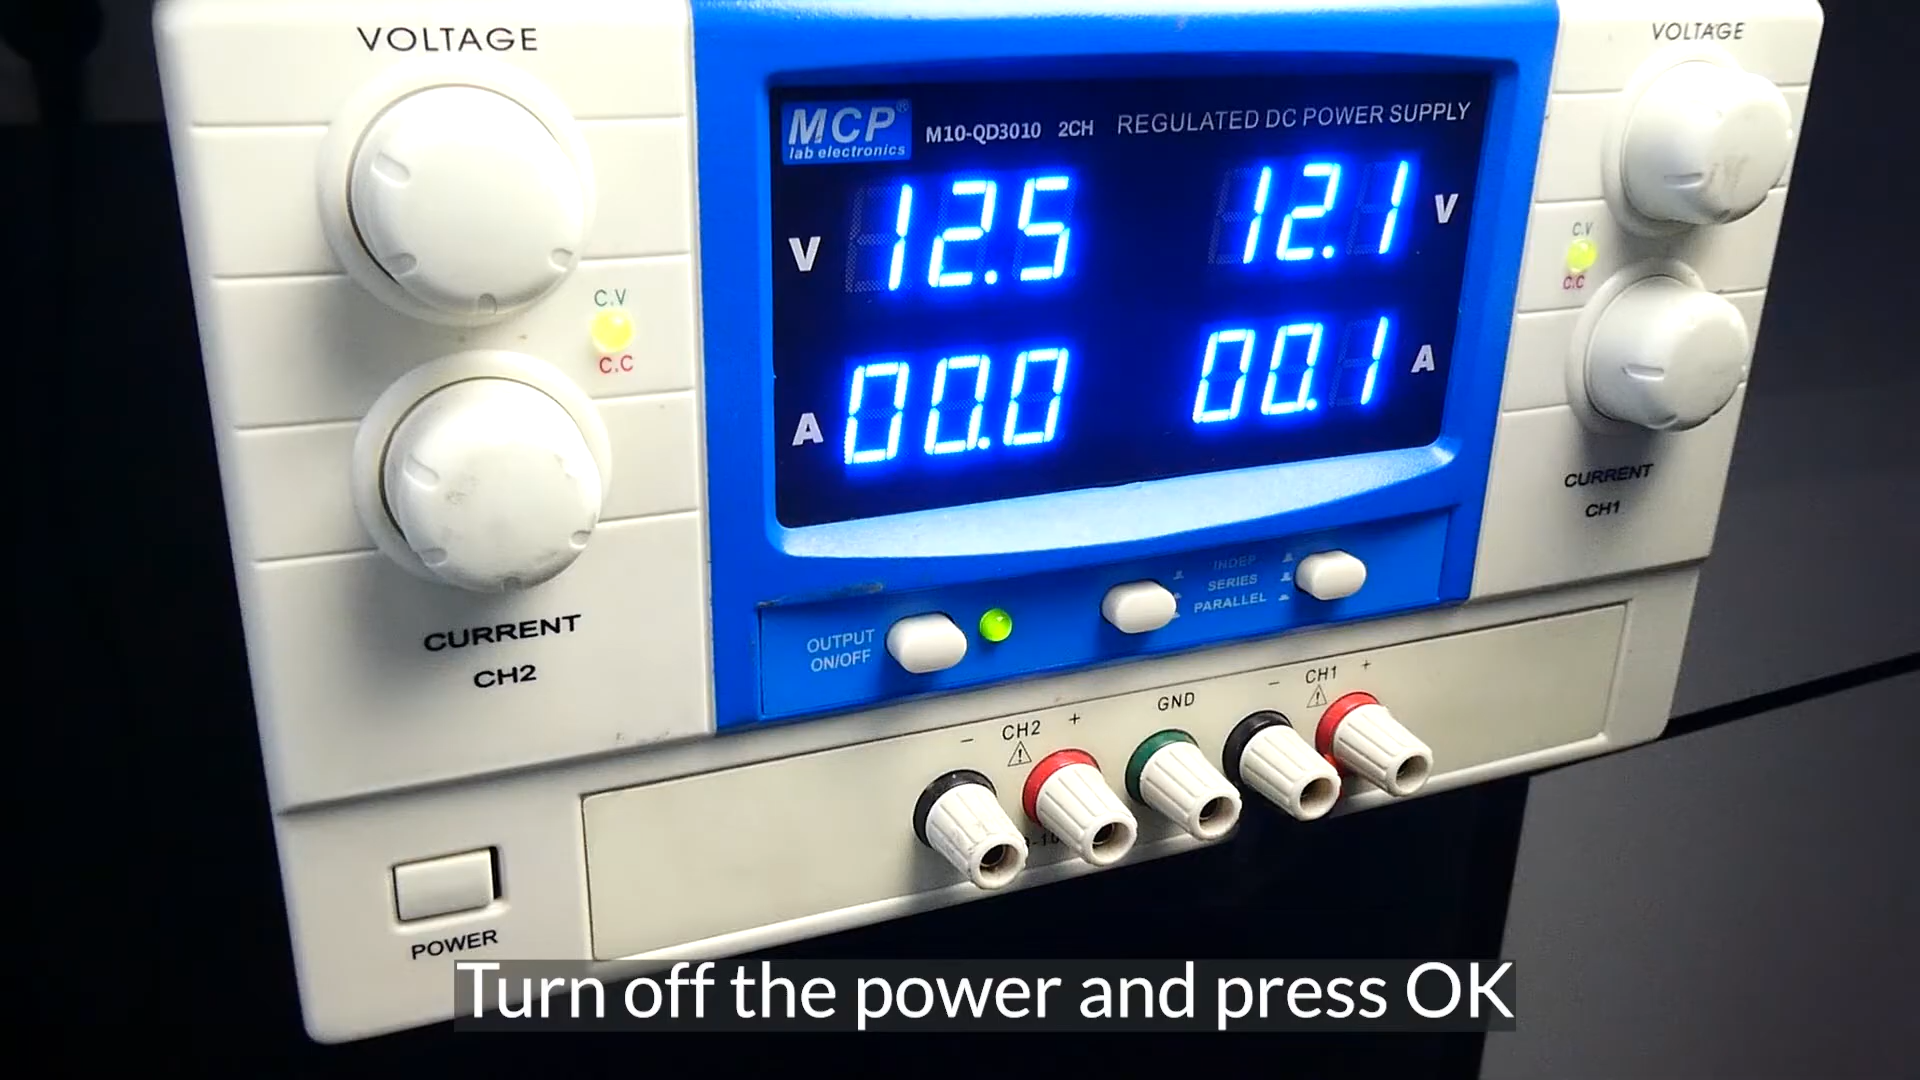 VOLTAGE
VOLTAGE
MCP®
lab electronics
M10-QD3010 2CH REGULATED DC POWER SUPPLY
V 12.5 12.1 V
A 00.0 00.1 A
C.V
C.C
C.V
C.C
CURRENT
CH2
CURRENT
CH1
OUTPUT
ON/OFF
INDEP
SERIES
PARALLEL
− CH2 +
GND
− CH1 +
POWER
Turn off the power and press OK